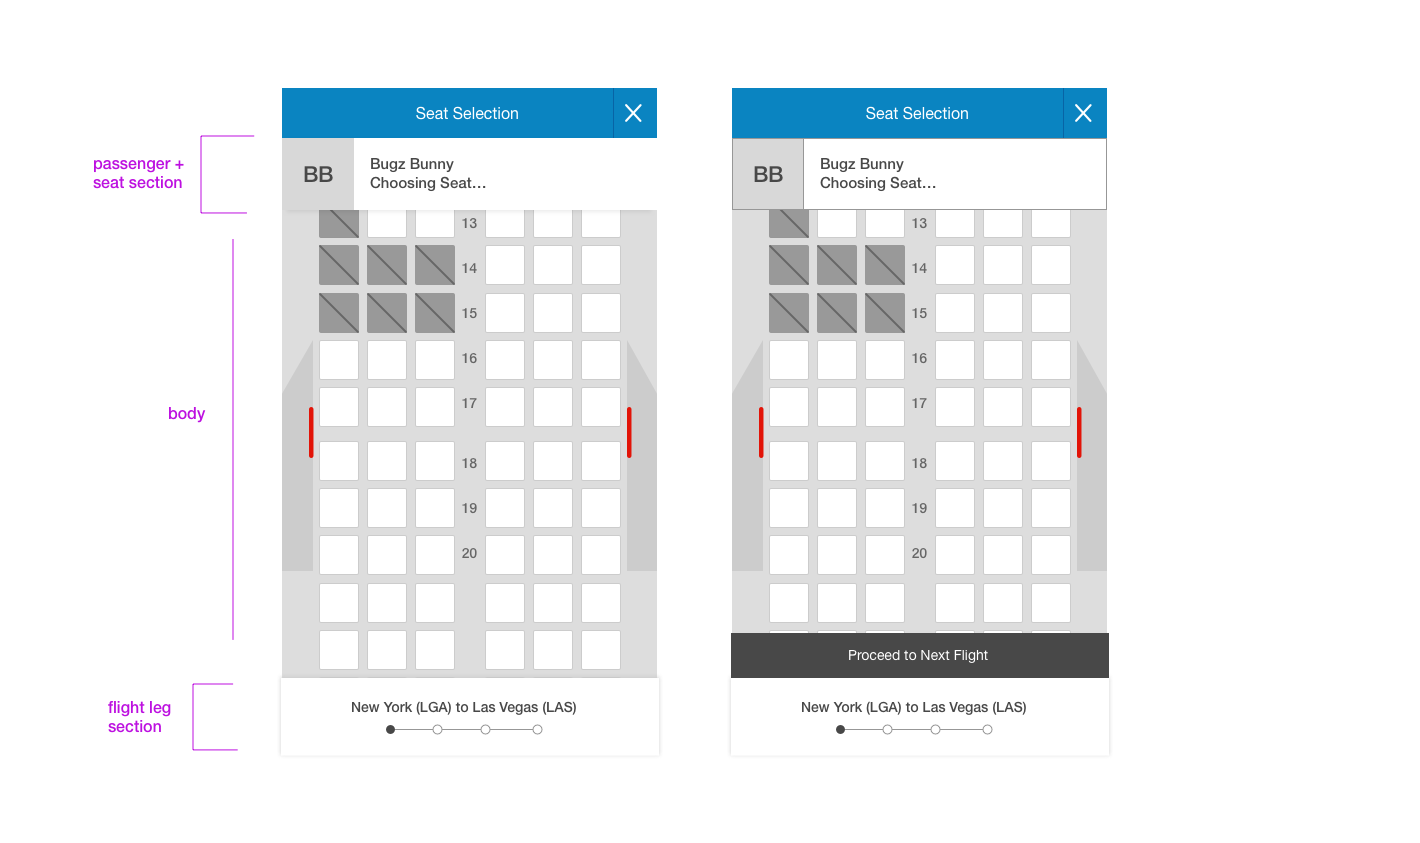 passenger +
seat section
body
flight leg
section
Seat Selection
BB
Bugz Bunny
Choosing Seat...
13
14
15
16
17
18
19
20
New York (LGA) to Las Vegas (LAS)
Seat Selection
BB
Bugz Bunny
Choosing Seat...
13
14
15
16
17
18
19
20
Proceed to Next Flight
New York (LGA) to Las Vegas (LAS)